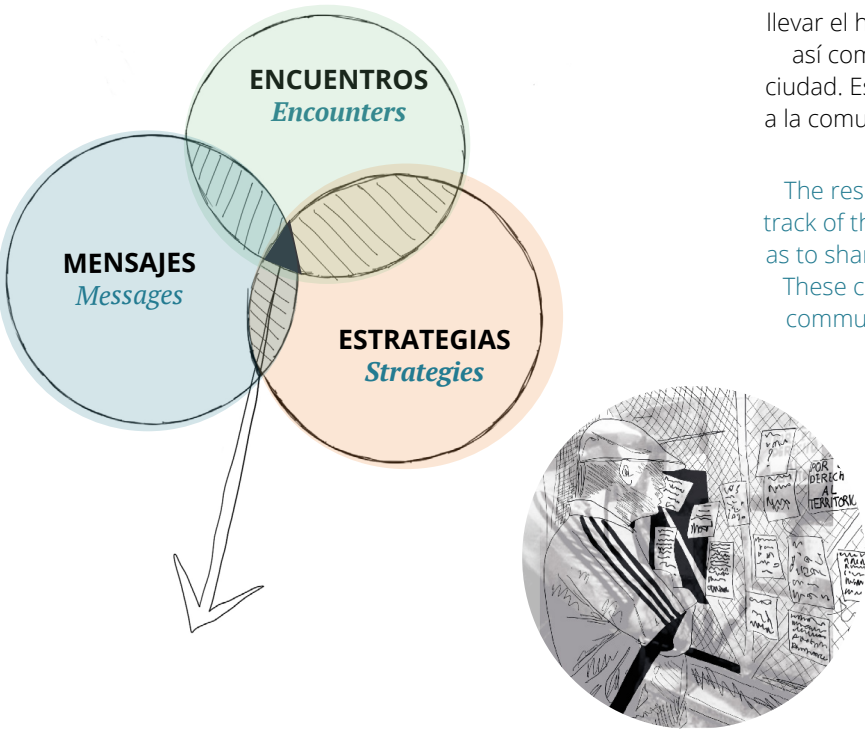 ENCUENTROS
Encounters
MENSAJES
Messages
ESTRATEGIAS
Strategies
llevar el h
así com
ciudad. Es
a la comu
The res
track of th
as to shar
These c
commu
POR
DERECh
AL
TERRITORI